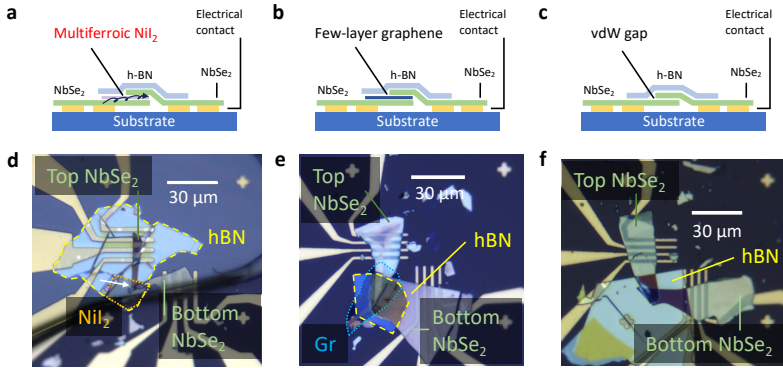 a
Electrical
contact
Multiferroic NiI₂
h-BN
NbSe₂
NbSe₂
Substrate
b
Electrical
contact
Few-layer graphene
h-BN
NbSe₂
NbSe₂
Substrate
c
Electrical
contact
vdW gap
h-BN
NbSe₂
NbSe₂
Substrate
d
Top NbSe₂
30 μm
hBN
NiI₂
Bottom
NbSe₂
e
Top
NbSe₂
30 μm
hBN
Gr
Bottom
NbSe₂
f
Top NbSe₂
30 μm
hBN
Bottom NbSe₂